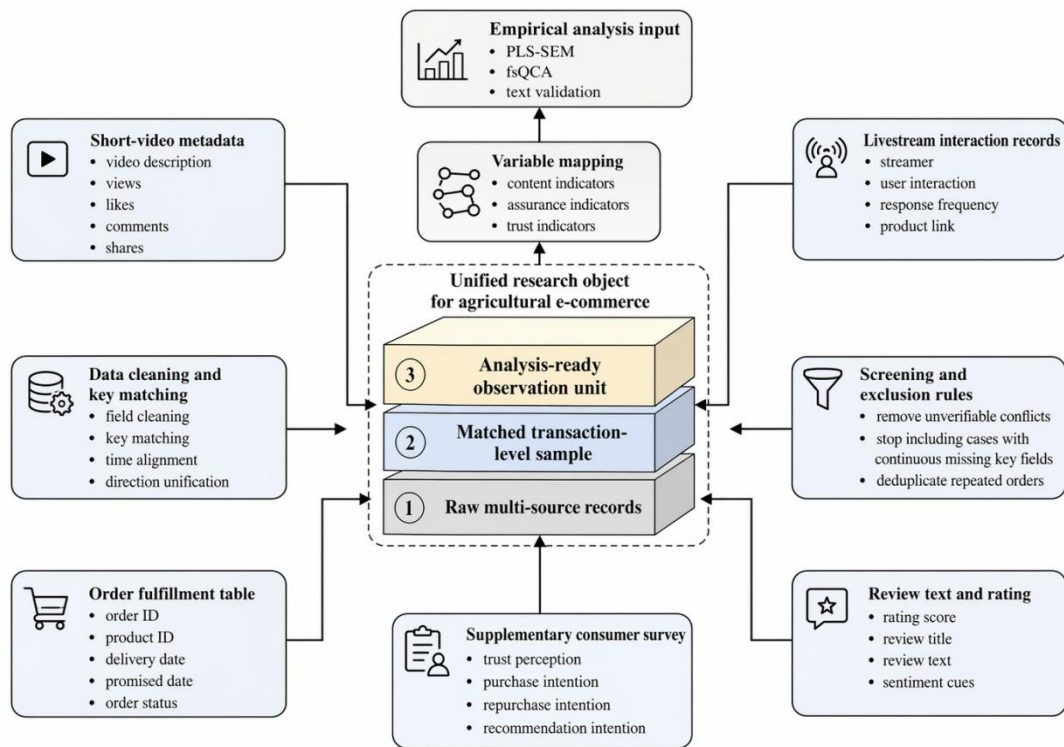 Empirical analysis input
• PLS-SEM
• fsQCA
• text validation
Short-video metadata
• video description
• views
• likes
• comments
• shares
Variable mapping
• content indicators
• assurance indicators
• trust indicators
Livestream interaction records
• streamer
• user interaction
• response frequency
• product link
Unified research object
for agricultural e-commerce
3 Analysis-ready
observation unit
2 Matched transaction-
level sample
1 Raw multi-source records
Data cleaning and
key matching
• field cleaning
• key matching
• time alignment
• direction unification
Screening and
exclusion rules
• remove unverifiable conflicts
• stop including cases with
continuous missing key fields
• deduplicate repeated orders
Order fulfillment table
• order ID
• product ID
• delivery date
• promised date
• order status
Supplementary consumer survey
• trust perception
• purchase intention
• repurchase intention
• recommendation intention
Review text and rating
• rating score
• review title
• review text
• sentiment cues